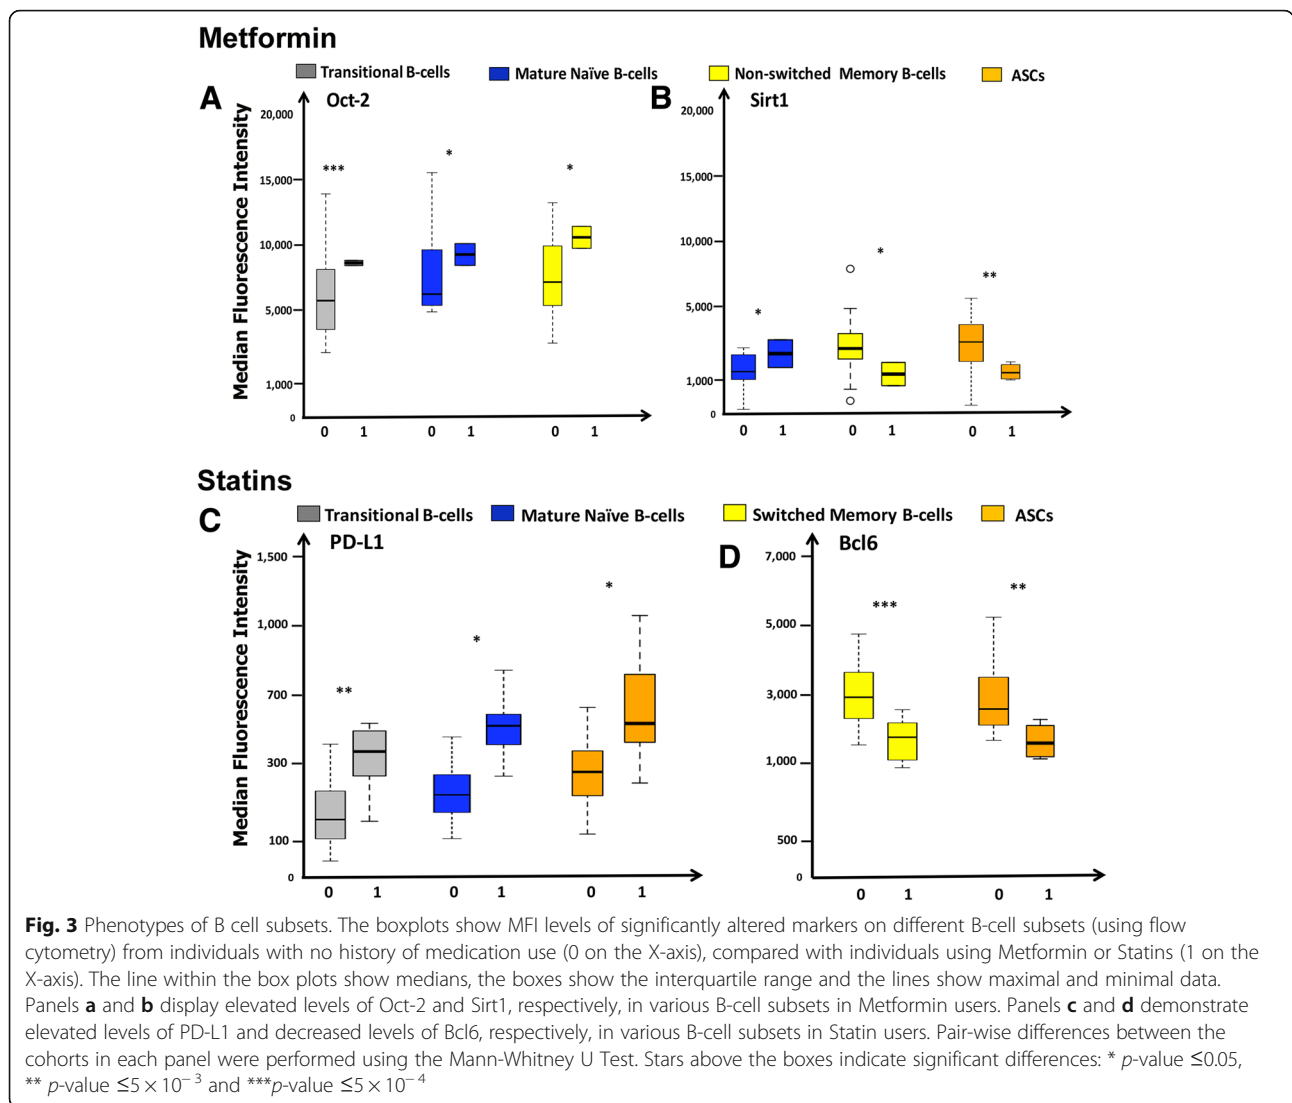 Metformin
Transitional B-cells Mature Naïve B-cells Non-switched Memory B-cells ASCs
A Oct-2
B Sirt1
Median Fluorescence Intensity
20,000
15,000
10,000
5,000
1,000
0
*** * *
0 1 0 1 0 1
20,000
15,000
10,000
5,000
1,000
0
* * **
0 1 0 1 0 1
Statins
Transitional B-cells Mature Naïve B-cells Switched Memory B-cells ASCs
C PD-L1
D Bcl6
Median Fluorescence Intensity
1,500
1,000
700
300
100
0
** * *
0 1 0 1 0 1
7,000
5,000
3,000
1,000
500
0
*** **
0 1 0 1
Fig. 3 Phenotypes of B cell subsets. The boxplots show MFI levels of significantly altered markers on different B-cell subsets (using flow
cytometry) from individuals with no history of medication use (0 on the X-axis), compared with individuals using Metformin or Statins (1 on the
X-axis). The line within the box plots show medians, the boxes show the interquartile range and the lines show maximal and minimal data.
Panels a and b display elevated levels of Oct-2 and Sirt1, respectively, in various B-cell subsets in Metformin users. Panels c and d demonstrate
elevated levels of PD-L1 and decreased levels of Bcl6, respectively, in various B-cell subsets in Statin users. Pair-wise differences between the
cohorts in each panel were performed using the Mann-Whitney U Test. Stars above the boxes indicate significant differences: * p-value ≤0.05,
** p-value ≤5 × 10⁻³ and ***p-value ≤5 × 10⁻⁴